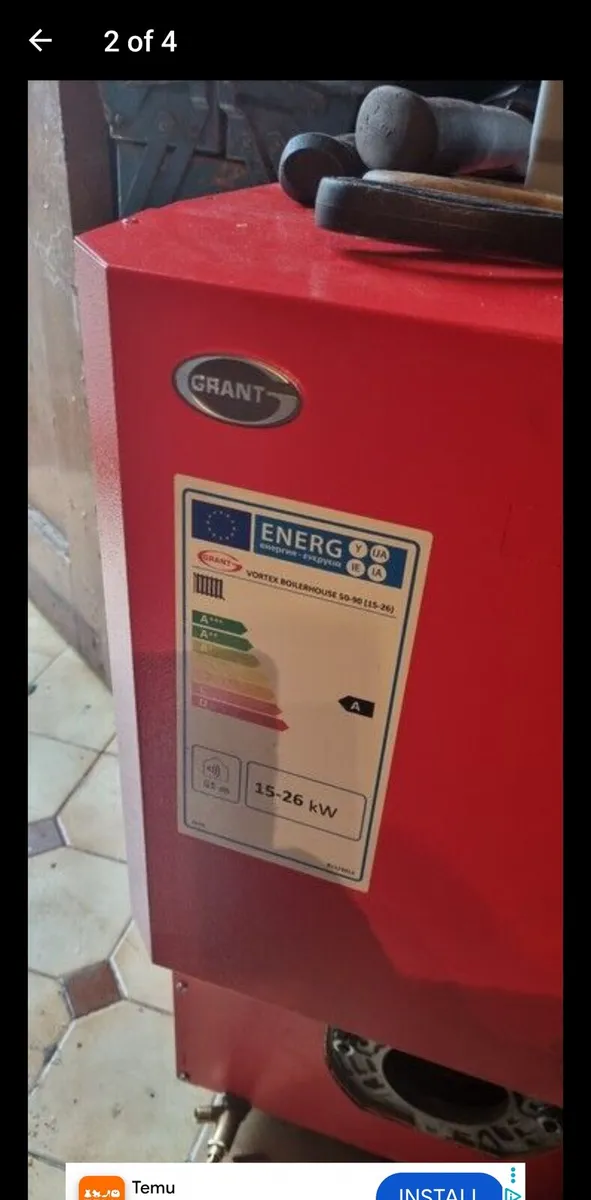 2 of 4
GRANT
ENERG
Y IJA
IE IA
енергия · ενεργεια
GRANT
VORTEX BOILERHOUSE 50-90 (15-26)
A+++
A++
A
D
15-26 kW
Temu
INSTALL